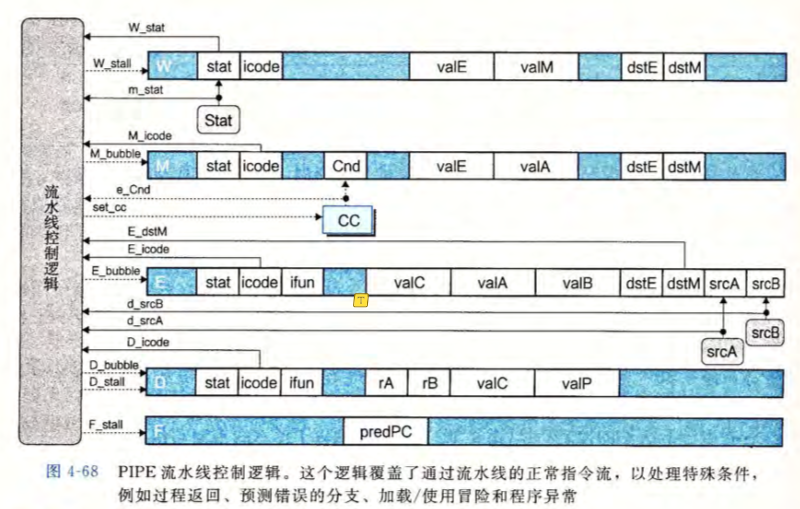 W_stat
W_stall
W stat icode valE valM dstE dstM
m_stat
Stat
M_icode
M_bubble
M stat icode Cnd valE valA dstE dstM
e_Cnd
set_cc
CC
流水线控制逻辑
E_dstM
E_icode
E_bubble
E stat icode ifun valC valA valB dstE dstM srcA srcB
T
d_srcB
d_srcA
srcB
srcA
D_icode
D_bubble
D_stall
D stat icode ifun rA rB valC valP
F_stall
F predPC
图 4-68 PIPE 流水线控制逻辑。这个逻辑覆盖了通过流水线的正常指令流，以处理特殊条件，
例如过程返回、预测错误的分支、加载/使用冒险和程序异常